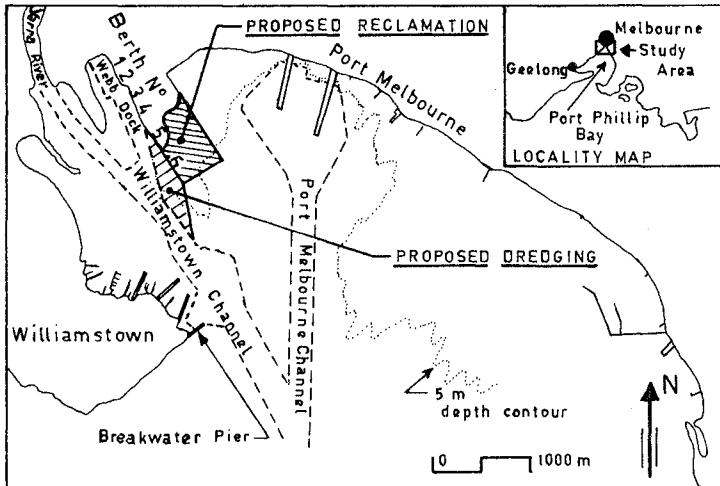 PROPOSED RECLAMATION
Yarra River
Berth No
1 2 3 4 5 6
Webb Dock
Williamstown Channel
Port Melbourne
Port Melbourne Channel
PROPOSED DREDGING
Williamstown
Breakwater Pier
5 m
depth contour
0 1000 m
N
Melbourne
Study
Area
Geelong
Port Phillip
Bay
LOCALITY MAP